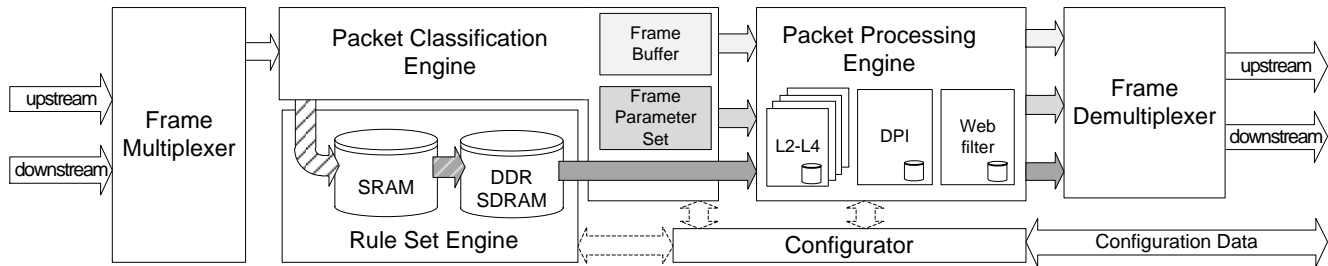 upstream
downstream
Frame
Multiplexer
Packet Classification
Engine
Frame
Buffer
Frame
Parameter
Set
SRAM
DDR
SDRAM
Rule Set Engine
Packet Processing
Engine
L2-L4
DPI
Web
filter
Configurator
Frame
Demultiplexer
upstream
downstream
Configuration Data